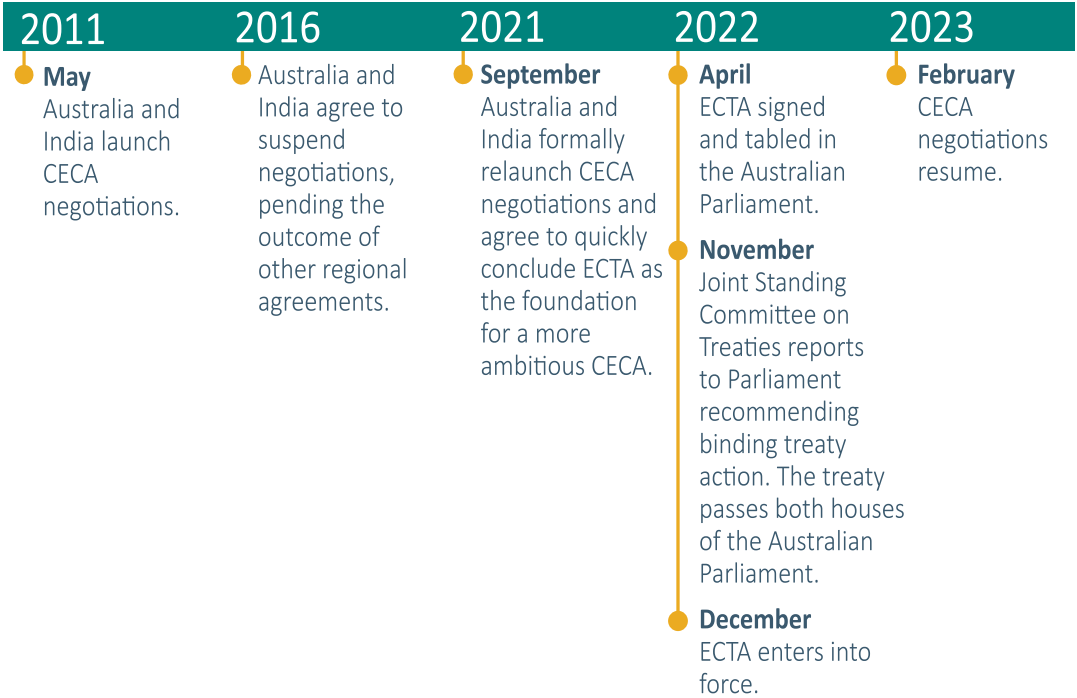 2011
May
Australia and
India launch
CECA
negotiations.
2016
Australia and
India agree to
suspend
negotiations,
pending the
outcome of
other regional
agreements.
2021
September
Australia and
India formally
relaunch CECA
negotiations and
agree to quickly
conclude ECTA as
the foundation
for a more
ambitious CECA.
2022
April
ECTA signed
and tabled in
the Australian
Parliament.
November
Joint Standing
Committee on
Treaties reports
to Parliament
recommending
binding treaty
action. The treaty
passes both houses
of the Australian
Parliament.
December
ECTA enters into
force.
2023
February
CECA
negotiations
resume.